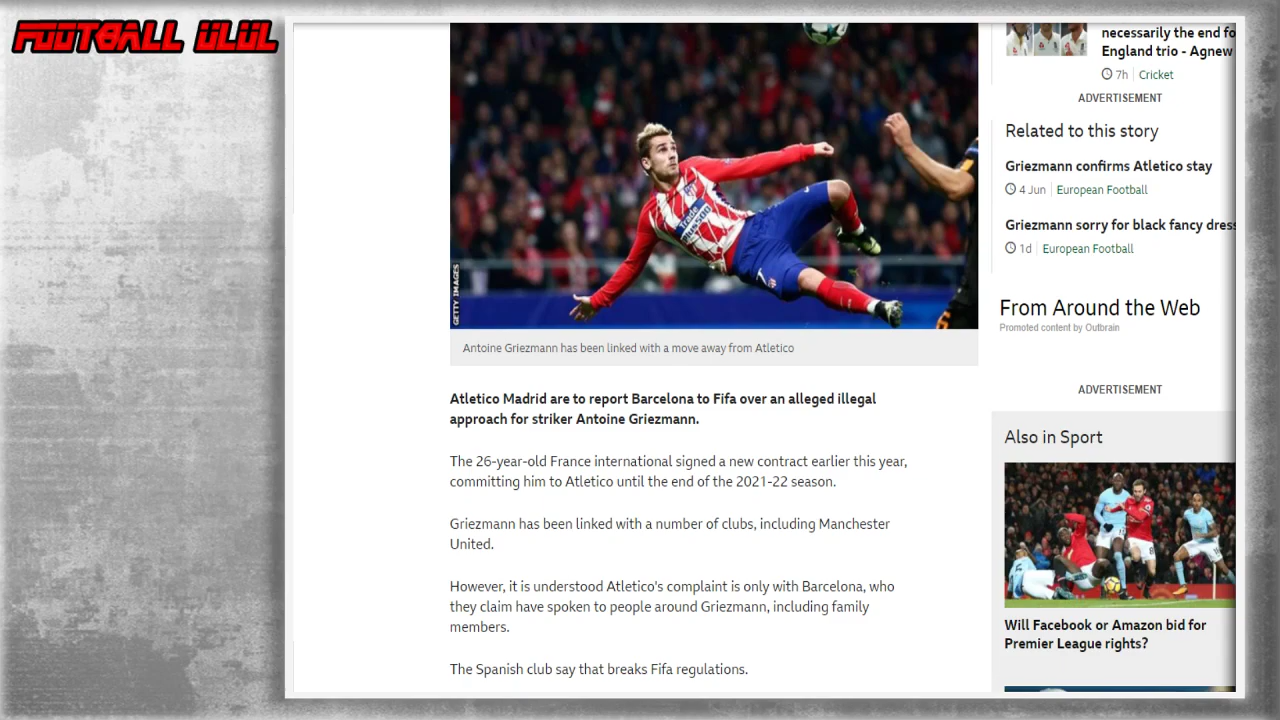 FOOTBALL ULUL
GETTY IMAGES
Antoine Griezmann has been linked with a move away from Atletico
Atletico Madrid are to report Barcelona to Fifa over an alleged illegal
approach for striker Antoine Griezmann.
The 26-year-old France international signed a new contract earlier this year,
committing him to Atletico until the end of the 2021-22 season.
Griezmann has been linked with a number of clubs, including Manchester
United.
However, it is understood Atletico's complaint is only with Barcelona, who
they claim have spoken to people around Griezmann, including family
members.
The Spanish club say that breaks Fifa regulations.
necessarily the end fo
England trio - Agnew
7h | Cricket
ADVERTISEMENT
Related to this story
Griezmann confirms Atletico stay
4 Jun | European Football
Griezmann sorry for black fancy dress
1d | European Football
From Around the Web
Promoted content by Outbrain
ADVERTISEMENT
Also in Sport
Will Facebook or Amazon bid for
Premier League rights?